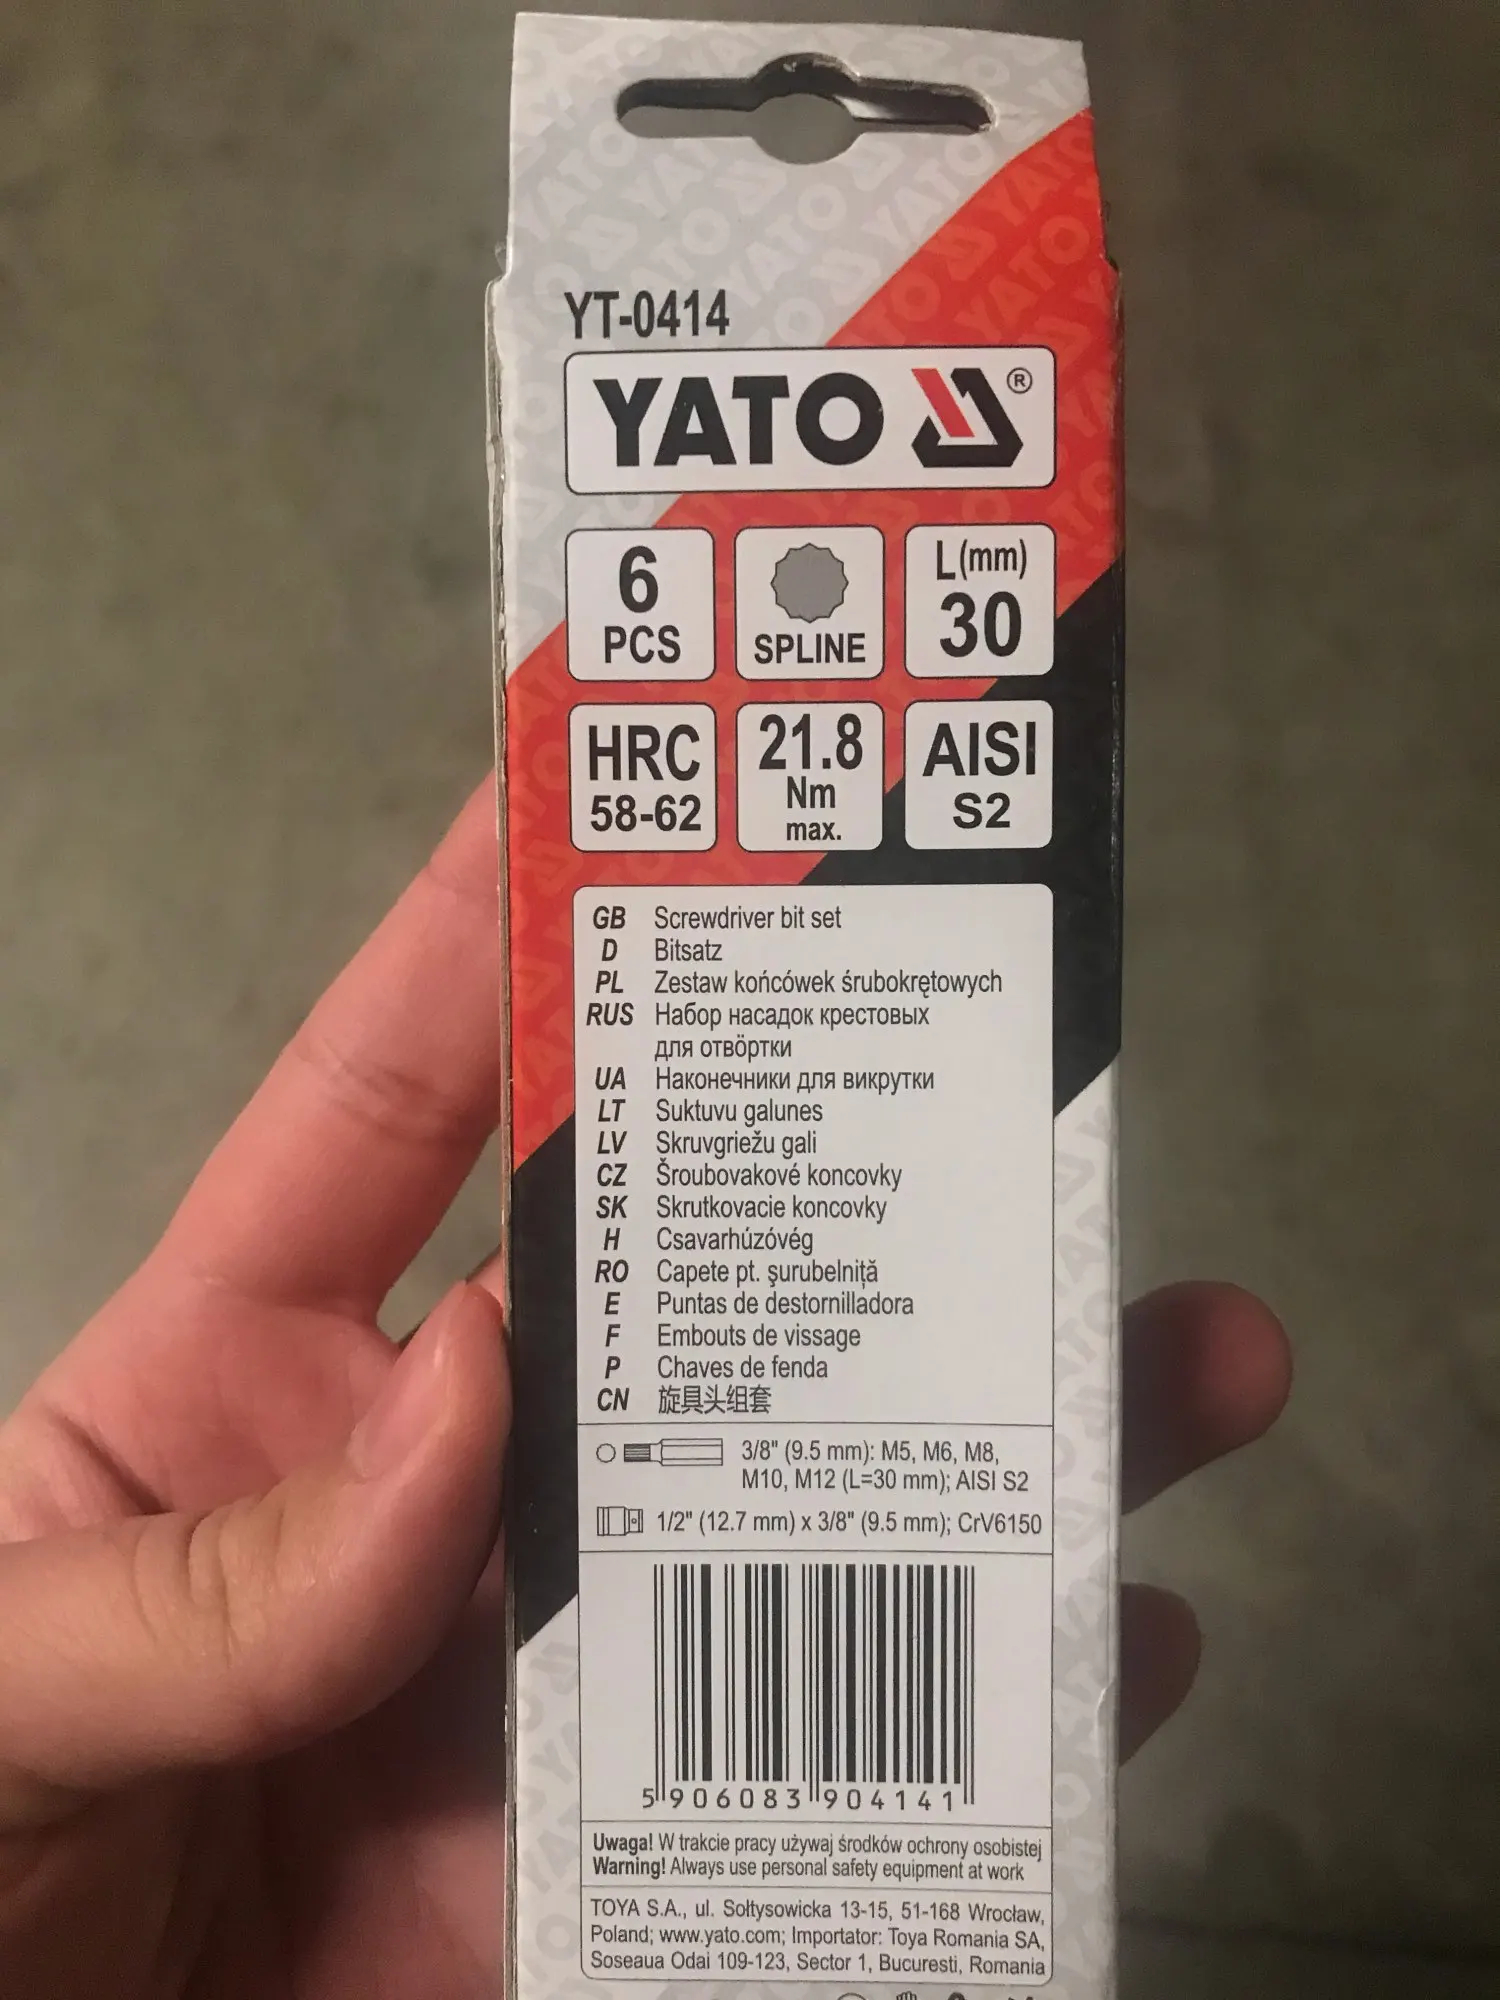 YT-0414
YATO ®
6
PCS
SPLINE
L(mm)
30
HRC
58-62
21.8
Nm
max.
AISI
S2
GB Screwdriver bit set
D Bitsatz
PL Zestaw końcówek śrubokrętowych
RUS Набор насадок крестовых
для отвöртки
UA Наконечники для викрутки
LT Suktuvu galunes
LV Skruvgriežu gali
CZ Šroubovakové koncovky
SK Skrutkovacie koncovky
H Csavarhúzóvég
RO Capete pt. şurubelniţă
E Puntas de destornilladora
F Embouts de vissage
P Chaves de fenda
CN 旋具头组套
3/8" (9.5 mm): M5, M6, M8,
M10, M12 (L=30 mm); AISI S2
1/2" (12.7 mm) x 3/8" (9.5 mm); CrV6150
5 906083 904141
Uwaga! W trakcie pracy używaj środków ochrony osobistej
Warning! Always use personal safety equipment at work
TOYA S.A., ul. Sołtysowicka 13-15, 51-168 Wrocław,
Poland; www.yato.com; Importator: Toya Romania SA,
Soseaua Odai 109-123, Sector 1, Bucuresti, Romania